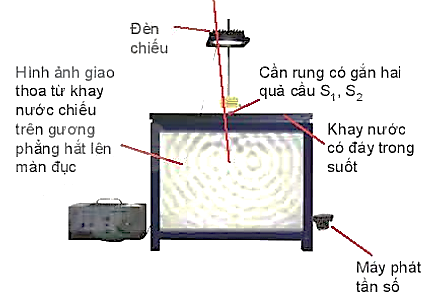 Đèn
chiếu
Hình ảnh giao
thoa từ khay
nước chiếu
trên gương
phẳng hắt lên
màn đục
Cần rung có gắn hai
quả cầu S₁, S₂
Khay nước
có đáy trong
suốt
Máy phát
tần số